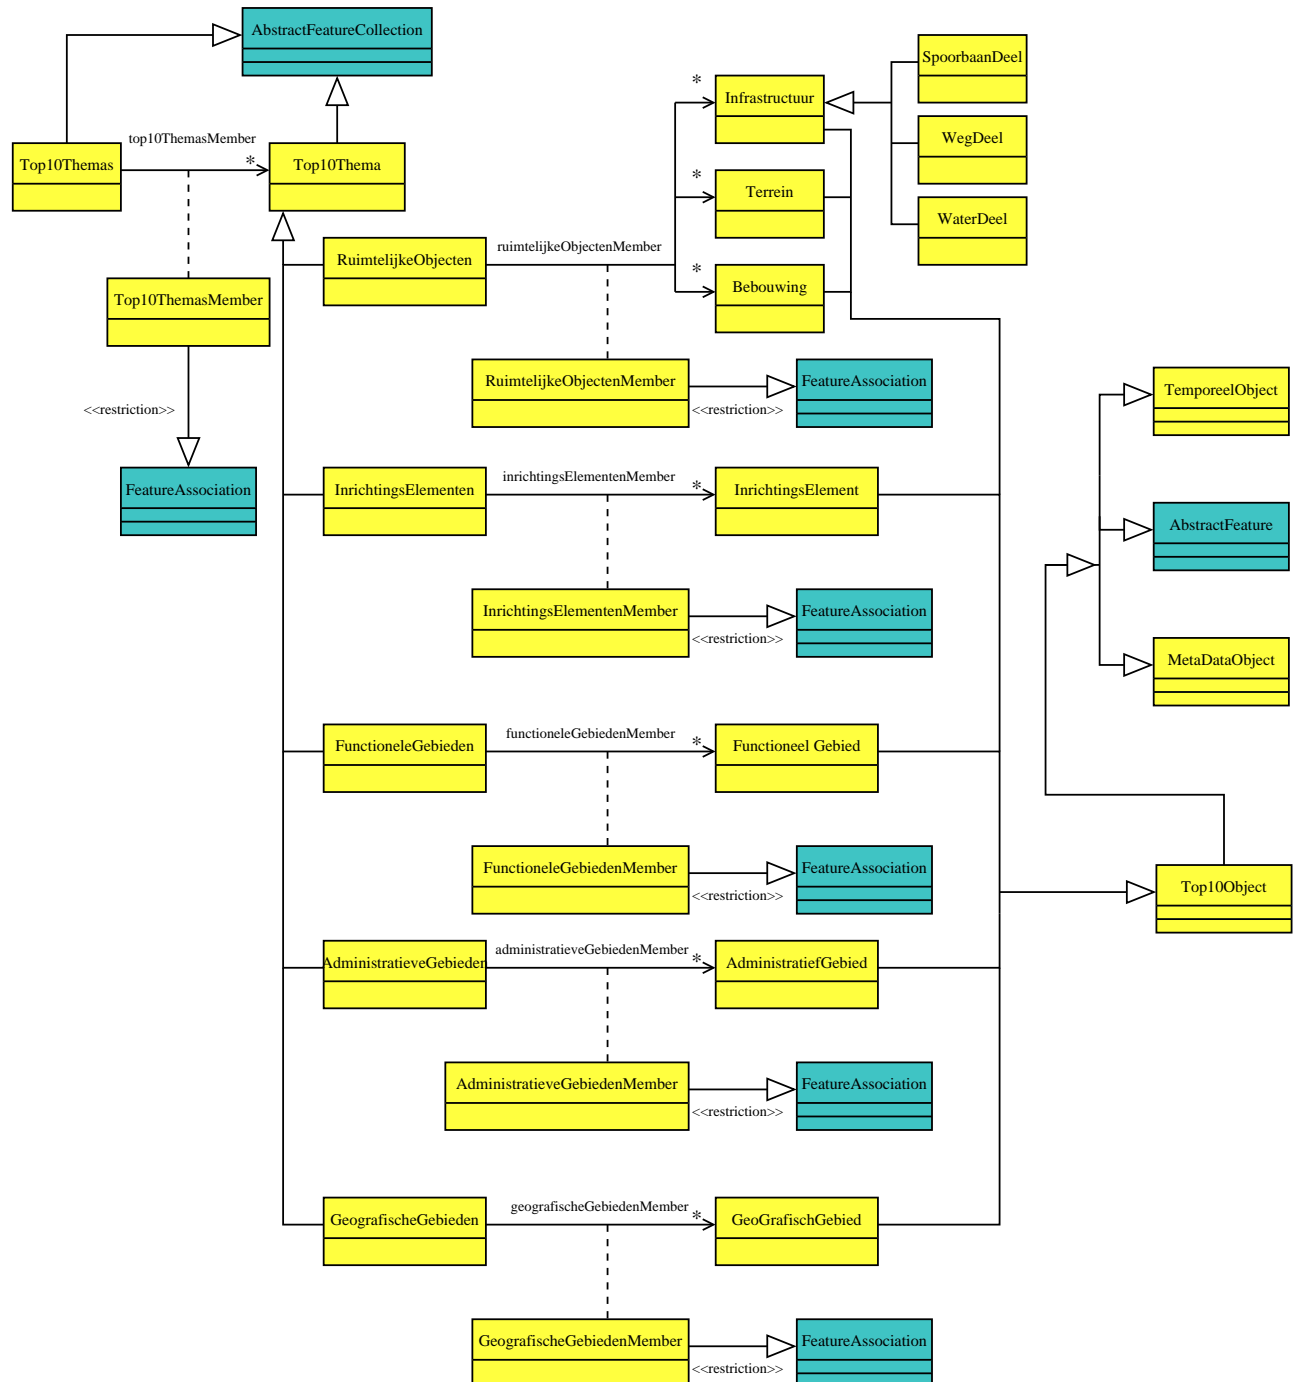 AbstractFeatureCollection
SpoorbaanDeel
*
Infrastructuur
top10ThemasMember
WegDeel
Top10Themas
*
Top10Thema
*
Terrein
WaterDeel
ruimtelijkeObjectenMember
RuimtelijkeObjecten
*
Bebouwing
Top10ThemasMember
RuimtelijkeObjectenMember
<<restriction>>
FeatureAssociation
TemporeelObject
<<restriction>>
FeatureAssociation
InrichtingsElementen
inrichtingsElementenMember
*
InrichtingsElement
AbstractFeature
InrichtingsElementenMember
<<restriction>>
FeatureAssociation
MetaDataObject
FunctioneleGebieden
functioneleGebiedenMember
*
Functioneel Gebied
FunctioneleGebiedenMember
<<restriction>>
FeatureAssociation
Top10Object
AdministratieveGebieden
administratieveGebiedenMember
*
AdministratiefGebied
AdministratieveGebiedenMember
<<restriction>>
FeatureAssociation
GeografischeGebieden
geografischeGebiedenMember
*
GeoGrafischGebied
GeografischeGebiedenMember
<<restriction>>
FeatureAssociation